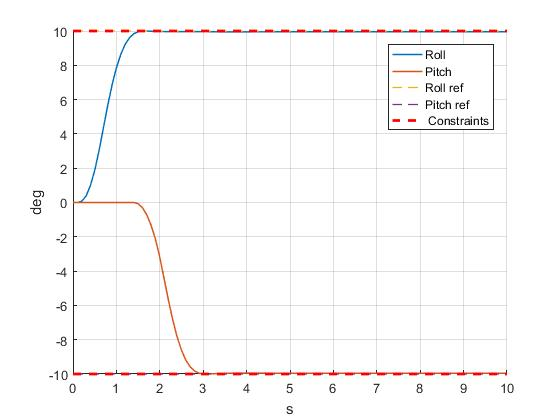 10
8
6
4
2
0
-2
-4
-6
-8
-10
deg
Roll
Pitch
Roll ref
Pitch ref
Constraints
0 1 2 3 4 5 6 7 8 9 10
s